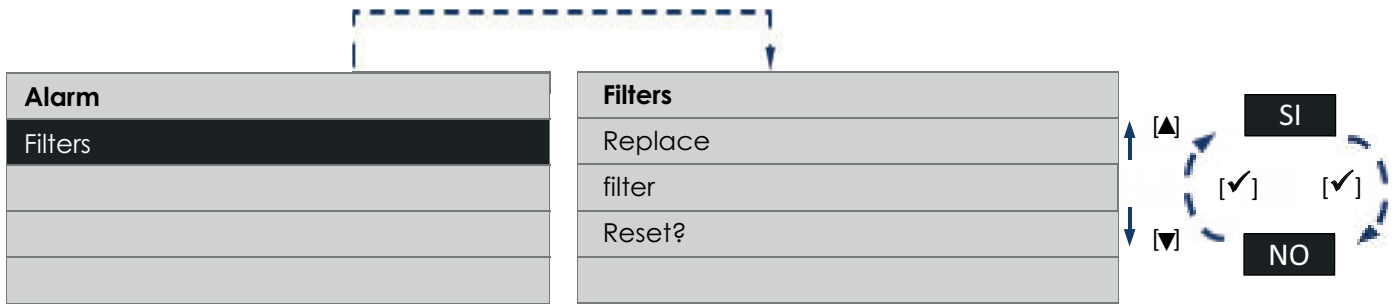 Alarm
Filters
Filters
Replace
filter
Reset?
[▲]
[▼]
SI
[✔] [✔]
NO